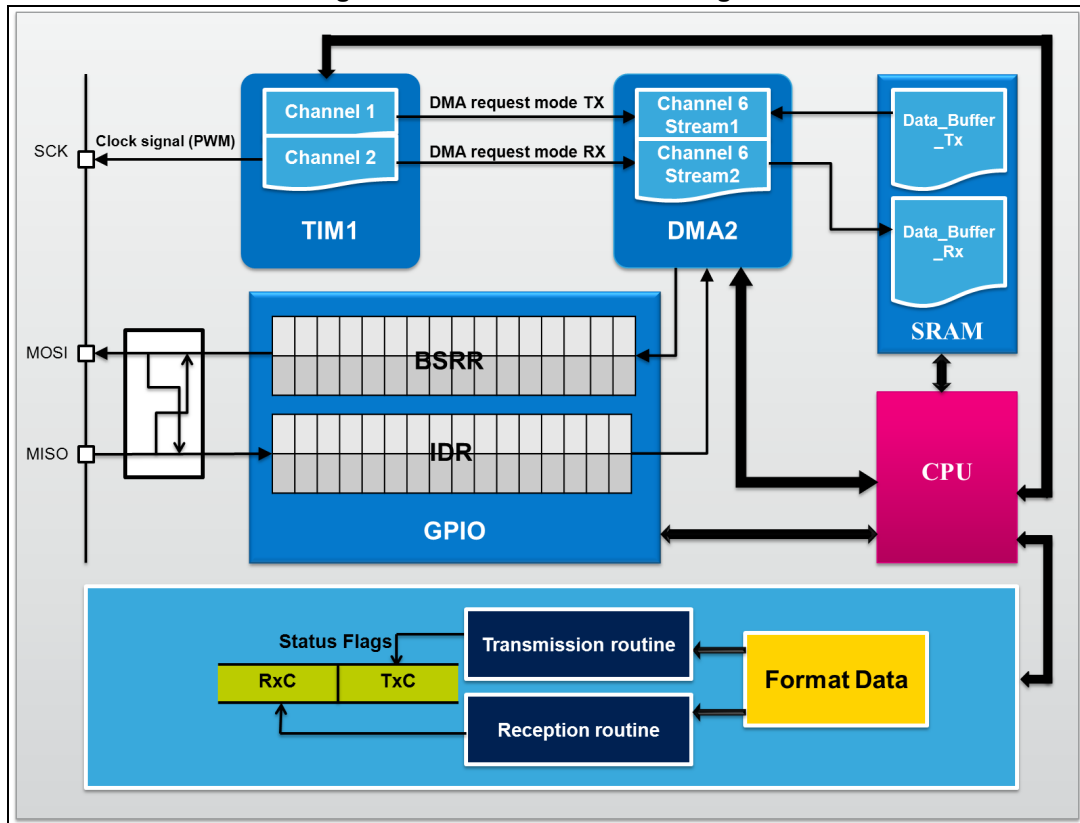 Channel 1
Channel 2
TIM1
DMA request mode TX
DMA request mode RX
Channel 6
Stream1
Channel 6
Stream2
DMA2
Data_Buffer
_Tx
Data_Buffer
_Rx
SRAM
SCK
Clock signal (PWM)
MOSI
MISO
BSRR
IDR
GPIO
CPU
Status Flags
RxC
TxC
Transmission routine
Reception routine
Format Data